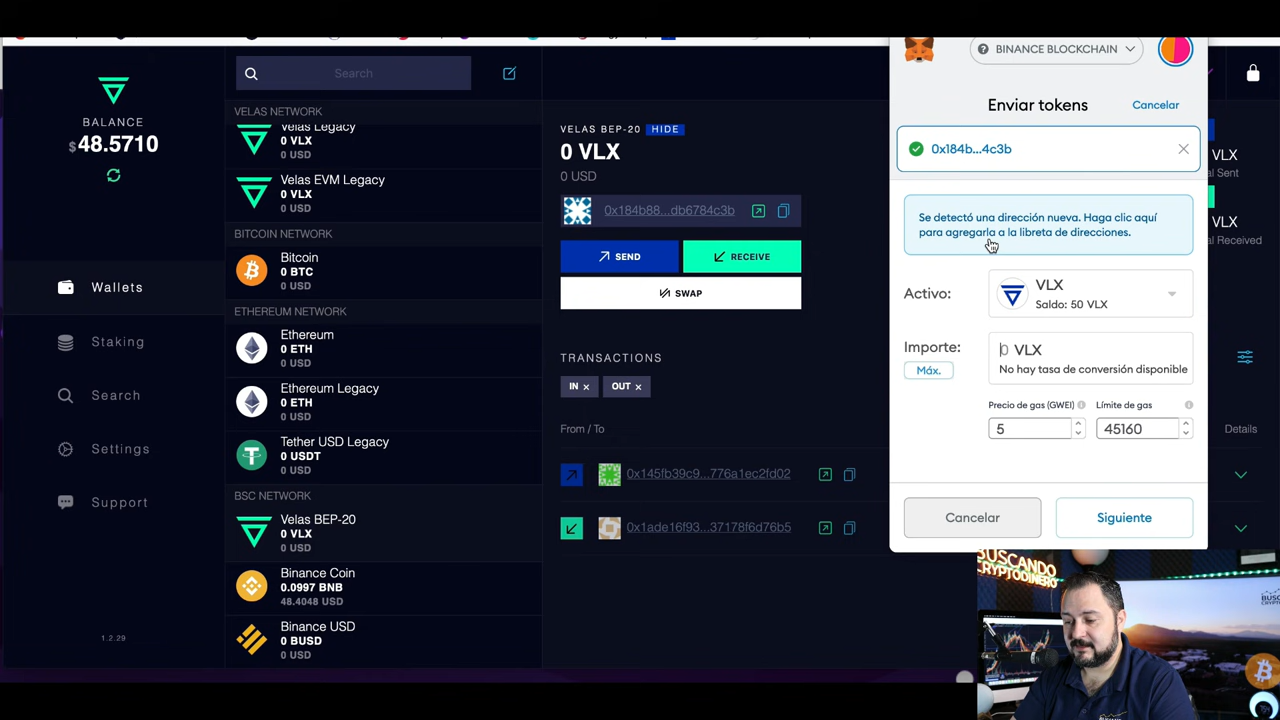 BALANCE
$48.5710
Wallets
Staking
Search
Settings
Support
1.2.29
Search
VELAS NETWORK
Velas Legacy
0 VLX
0 USD
Velas EVM Legacy
0 VLX
0 USD
BITCOIN NETWORK
Bitcoin
0 BTC
0 USD
ETHEREUM NETWORK
Ethereum
0 ETH
0 USD
Ethereum Legacy
0 ETH
0 USD
Tether USD Legacy
0 USDT
0 USD
BSC NETWORK
Velas BEP-20
0 VLX
0 USD
Binance Coin
0.0997 BNB
48.4048 USD
Binance USD
0 BUSD
0 USD
VELAS BEP-20 HIDE
0 VLX
0 USD
0x184b88...db6784c3b
SEND
RECEIVE
SWAP
TRANSACTIONS
IN ×
OUT ×
From / To
Details
0x145fb39c9...776a1ec2fd02
0x1ade16f93...37178f6d76b5
VLX
Sent
VLX
Received
BINANCE BLOCKCHAIN
Enviar tokens
Cancelar
0x184b...4c3b
Se detectó una dirección nueva. Haga clic aquí
para agregarla a la libreta de direcciones.
Activo:
VLX
Saldo: 50 VLX
Importe:
Máx.
0 VLX
No hay tasa de conversión disponible
Precio de gas (GWEI)
Límite de gas
5
45160
Cancelar
Siguiente
BUSCANDO
CRYPTODINERO